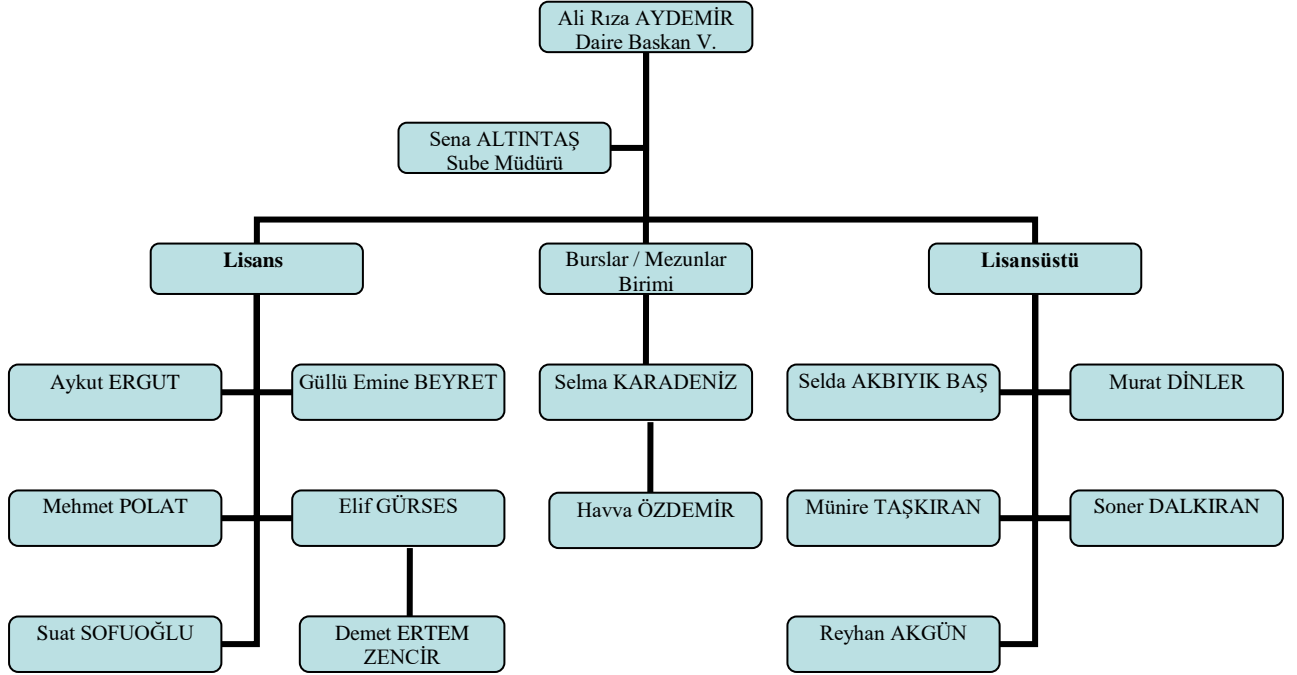 Ali Rıza AYDEMİR
Daire Baskan V.
Sena ALTINTAŞ
Sube Müdürü
Lisans
Burslar / Mezunlar
Birimi
Lisansüstü
Aykut ERGUT
Güllü Emine BEYRET
Selma KARADENİZ
Selda AKBIYIK BAŞ
Murat DİNLER
Mehmet POLAT
Elif GÜRSES
Havva ÖZDEMİR
Münire TAŞKIRAN
Soner DALKIRAN
Suat SOFUOĞLU
Demet ERTEM
ZENCİR
Reyhan AKGÜN